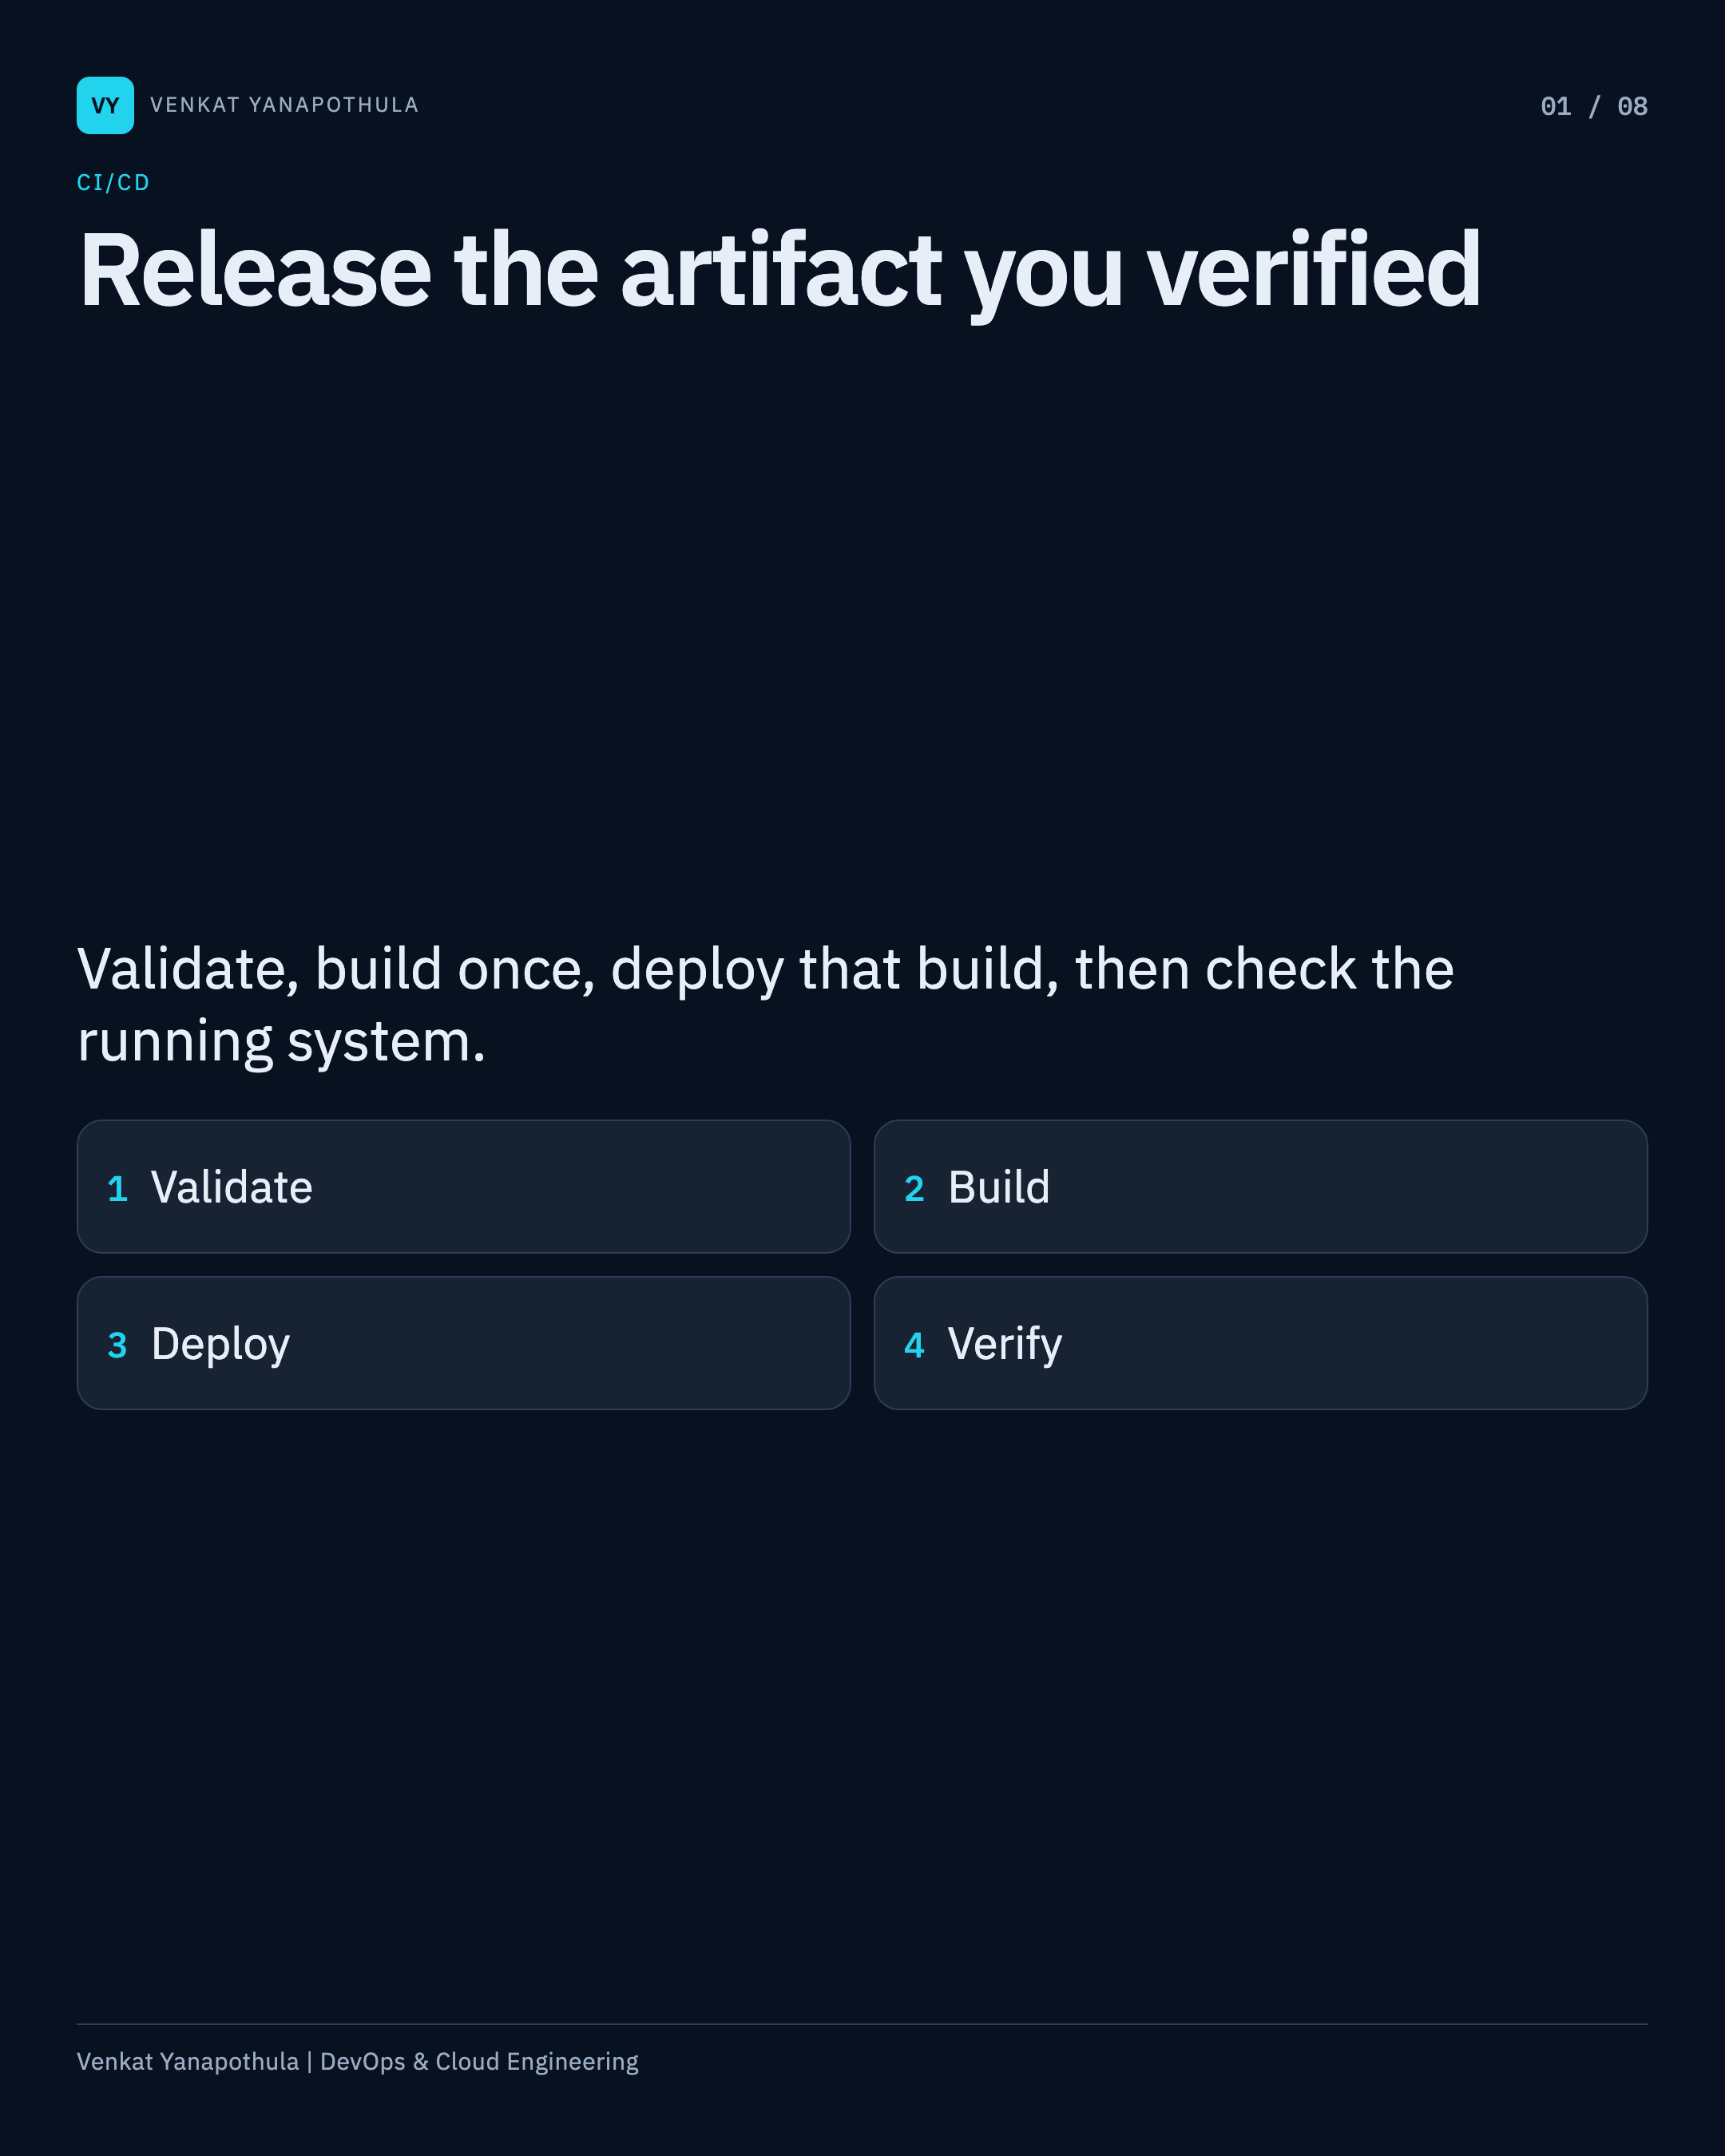 VY VENKAT YANAPOTHULA
01 / 08
CI/CD
Release the artifact you verified
Validate, build once, deploy that build, then check the
running system.
1 Validate
2 Build
3 Deploy
4 Verify
Venkat Yanapothula | DevOps & Cloud Engineering